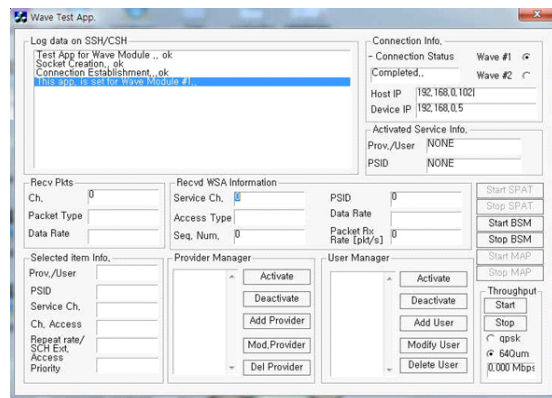 Wave Test App.
Log data on SSH/CSH
Test App for Wave Module ,, ok
Socket Creation,, ok
Connection Establishment,,,ok
This app, is set for Wave Module #1,,
Connection Info,
- Connection Status
Wave #1
Completed,,
Wave #2
Host IP 192,168,0,102
Device IP 192,168,0,5
Activated Service Info,
Prov,/User NONE
PSID NONE
Recv Pkts
Ch, 0
Packet Type
Data Rate
Recvd WSA Information
Service Ch, 0
PSID 0
Access Type
Data Rate
Seq, Num, 0
Packet Rx Rate [pkt/s] 0
Start SPAT
Stop SPAT
Start BSM
Stop BSM
Start MAP
Stop MAP
Selected item Info,
Prov,/User
PSID
Service Ch,
Ch, Access
Repeat rate/
SCH Ext,
Access
Priority
Provider Manager
Activate
Deactivate
Add Provider
Mod,Provider
Del Provider
User Manager
Activate
Deactivate
Add User
Modify User
Delete User
Throughput
Start
Stop
qpsk
64Qum
0,000 Mbps